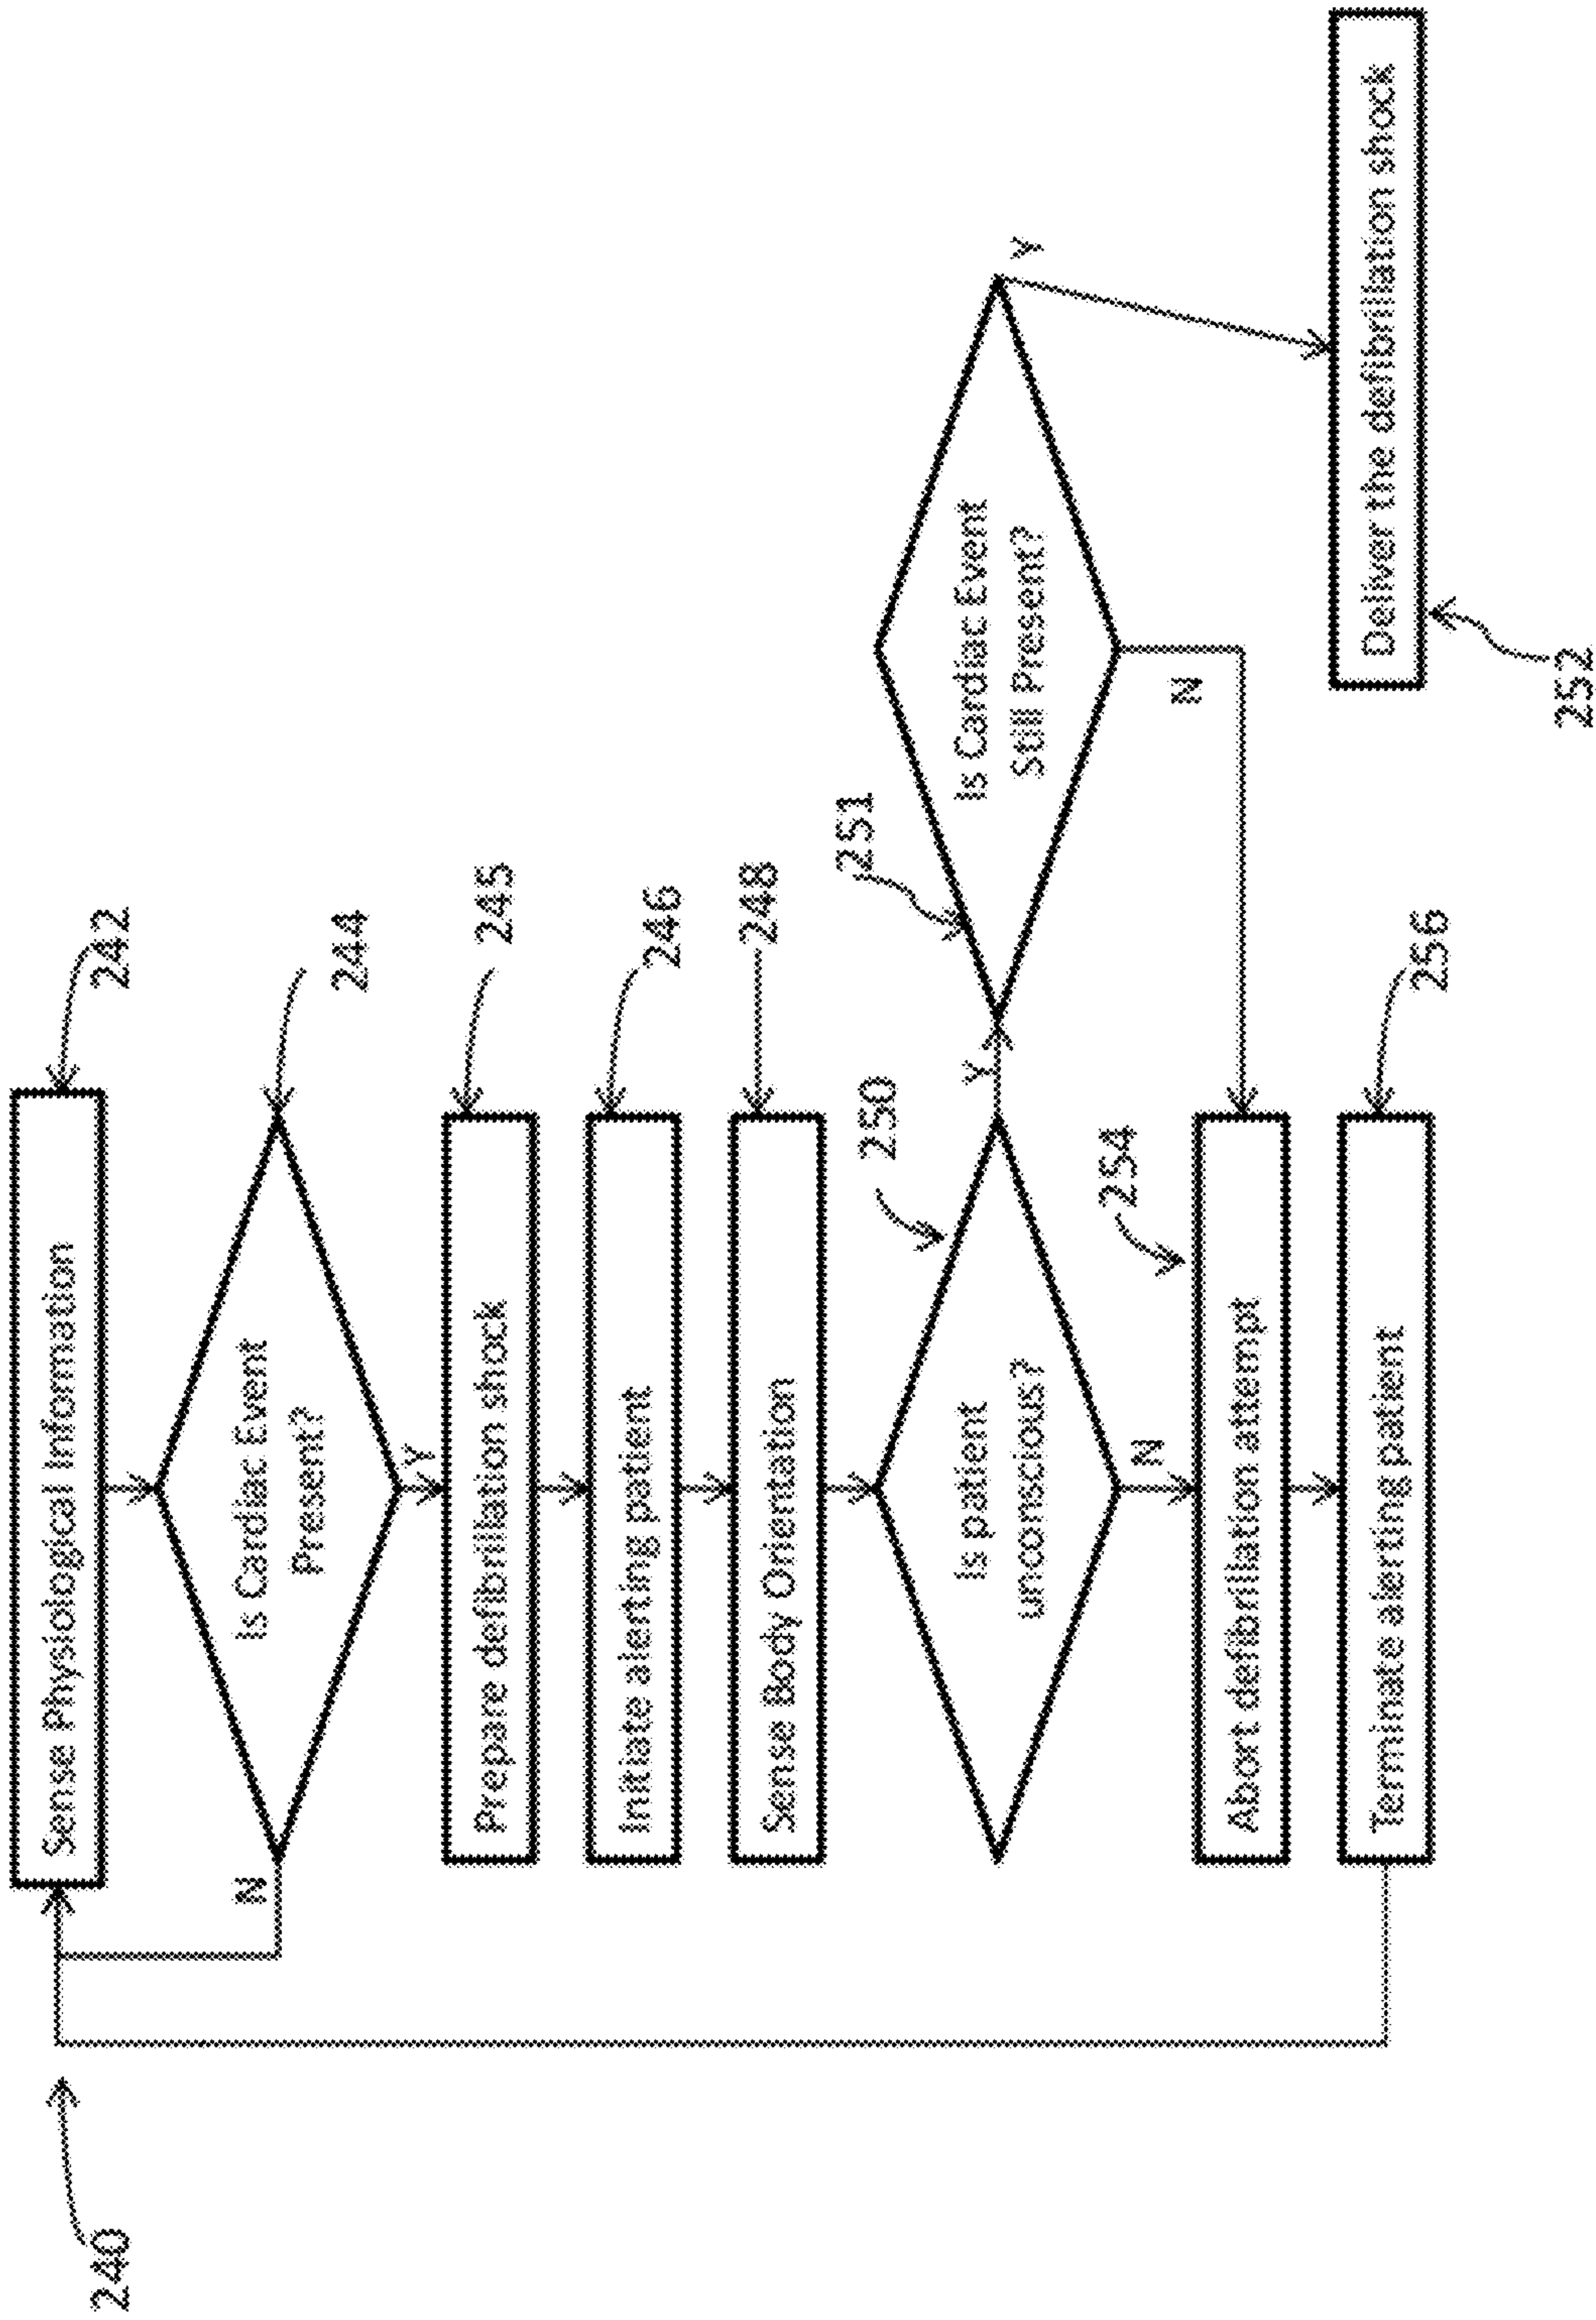 240
Sense Physiological Information
242
Is Cardiac Event
Present?
244
N
Y
Prepare defibrillation shock
245
Initiate alerting patient
246
Sense Body Orientation
248
Is patient
unconscious?
250
Y
N
Is Cardiac Event
Still Present?
251
Y
N
Abort defibrillation attempt
254
Terminate alerting patient
256
Deliver the defibrillation shock
252